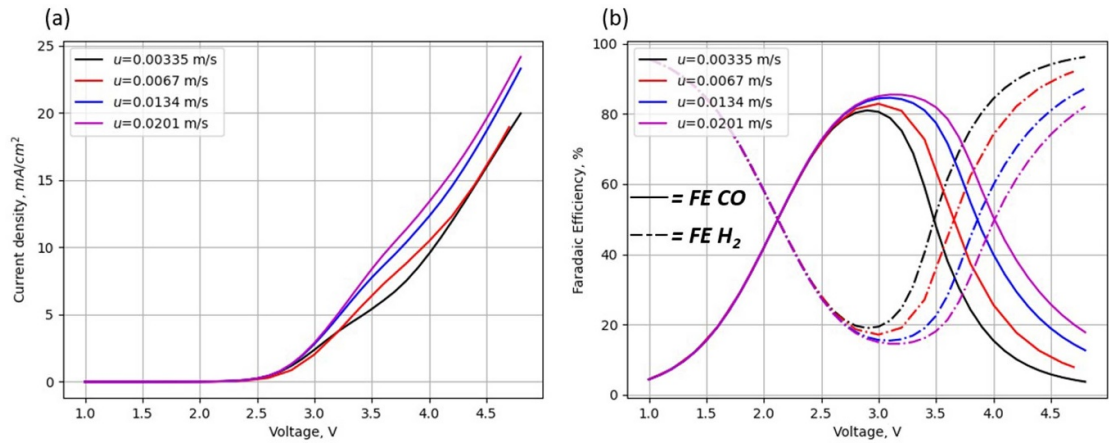 (a)
u=0.00335 m/s
u=0.0067 m/s
u=0.0134 m/s
u=0.0201 m/s
Current density, mA/cm²
25
20
15
10
5
0
1.0 1.5 2.0 2.5 3.0 3.5 4.0 4.5
Voltage, V
(b)
u=0.00335 m/s
u=0.0067 m/s
u=0.0134 m/s
u=0.0201 m/s
= FE CO
= FE H₂
Faradaic Efficiency, %
100
80
60
40
20
0
1.0 1.5 2.0 2.5 3.0 3.5 4.0 4.5
Voltage, V